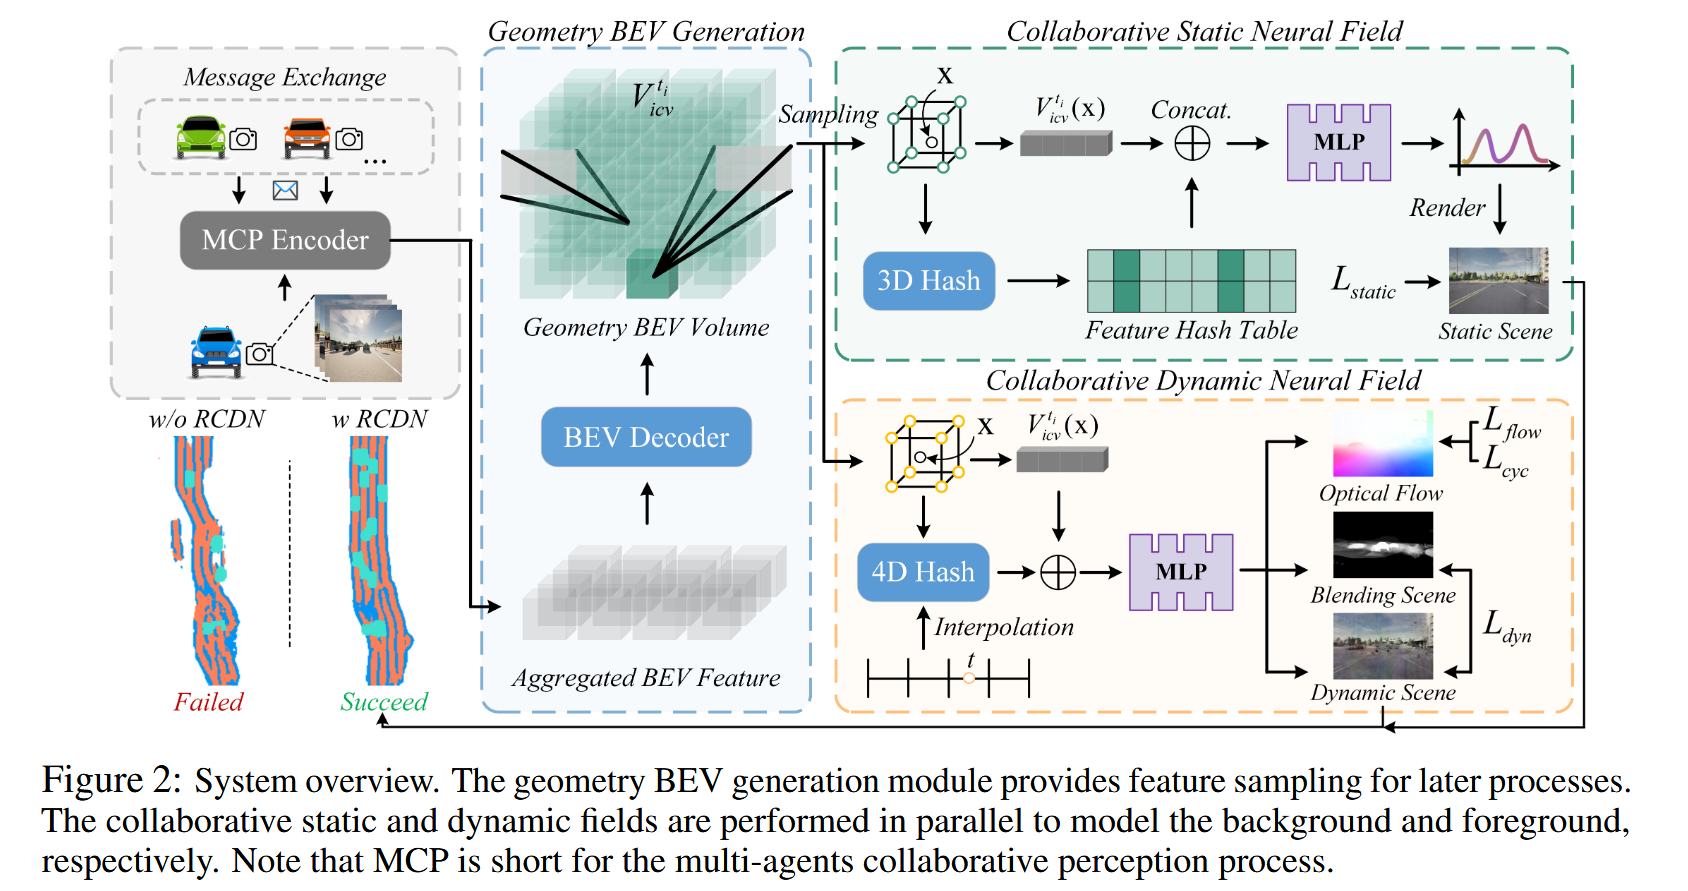 Geometry BEV Generation
Collaborative Static Neural Field
Message Exchange
...
MCP Encoder
w/o RCDN
w RCDN
Failed
Succeed
V_{icv}^{t_i}
Geometry BEV Volume
BEV Decoder
Aggregated BEV Feature
Sampling
X
V_{icv}^{t_i}(x)
Concat.
MLP
Render
3D Hash
Feature Hash Table
L_{static}
Static Scene
Collaborative Dynamic Neural Field
X
V_{icv}^{t_i}(x)
4D Hash
MLP
Interpolation
t
L_{flow}
L_{cyc}
Optical Flow
Blending Scene
L_{dyn}
Dynamic Scene
Figure 2: System overview. The geometry BEV generation module provides feature sampling for later processes.
The collaborative static and dynamic fields are performed in parallel to model the background and foreground,
respectively. Note that MCP is short for the multi-agents collaborative perception process.